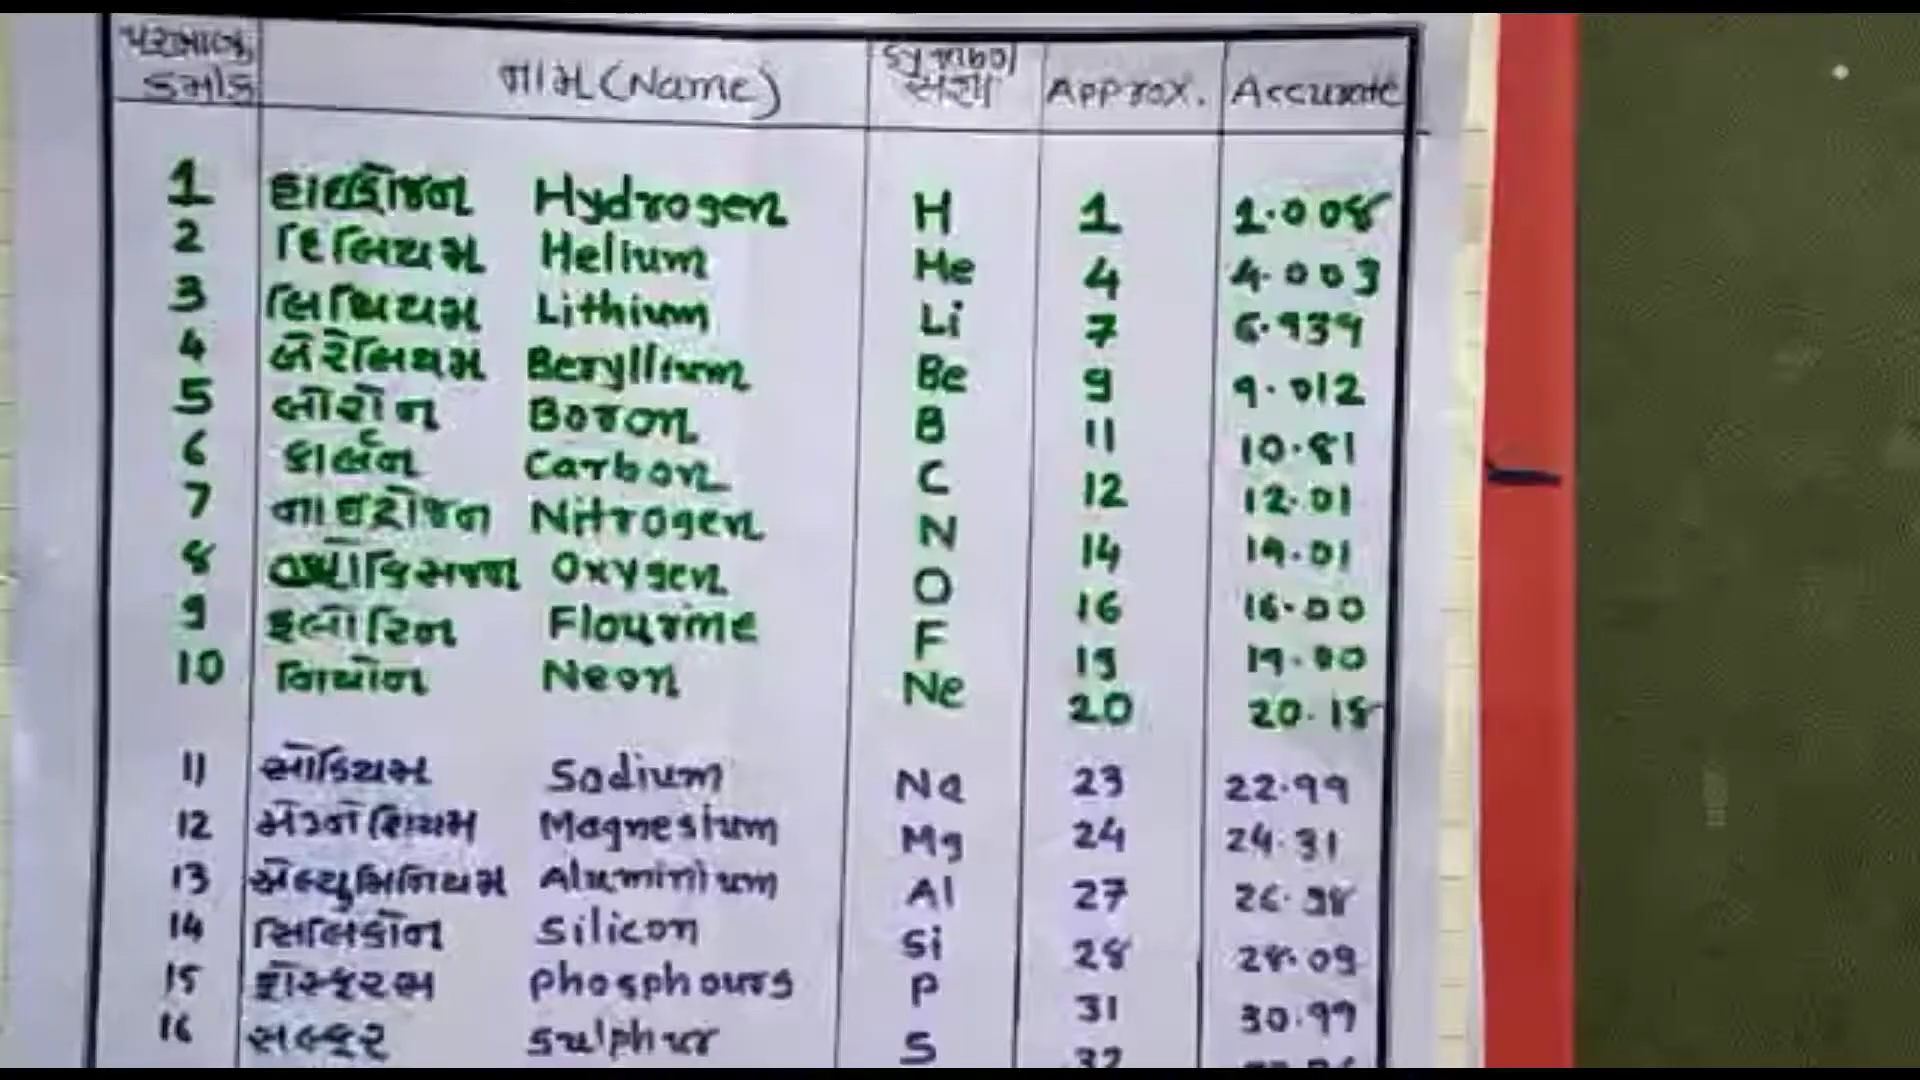 પરમાણુ ક્રમાંક નામ (Name) Symbol સંજ્ઞા Approx. Accurate
1 હાઇડ્રોજન Hydrogen H 1 1.008
2 હિલિયમ Helium He 4 4.003
3 લિથિયમ Lithium Li 7 6.939
4 બેરેલિયમ Beryllium Be 9 9.012
5 બોરોન Boron B 11 10.81
6 કાર્બન Carbon C 12 12.01
7 નાઇટ્રોજન Nitrogen N 14 14.01
8 ઓક્સિજન Oxygen O 16 16.00
9 ફ્લોરિન Flourine F 19 19.00
10 નિયોન Neon Ne 20 20.18
11 સોડિયમ Sodium Na 23 22.99
12 મેગ્નેશિયમ Magnesium Mg 24 24.31
13 એલ્યુમિનિયમ Aluminium Al 27 26.98
14 સિલિકોન Silicon Si 28 28.09
15 ફોસ્ફરસ Phosphours P 31 30.99
16 સલ્ફર Sulphur S 32